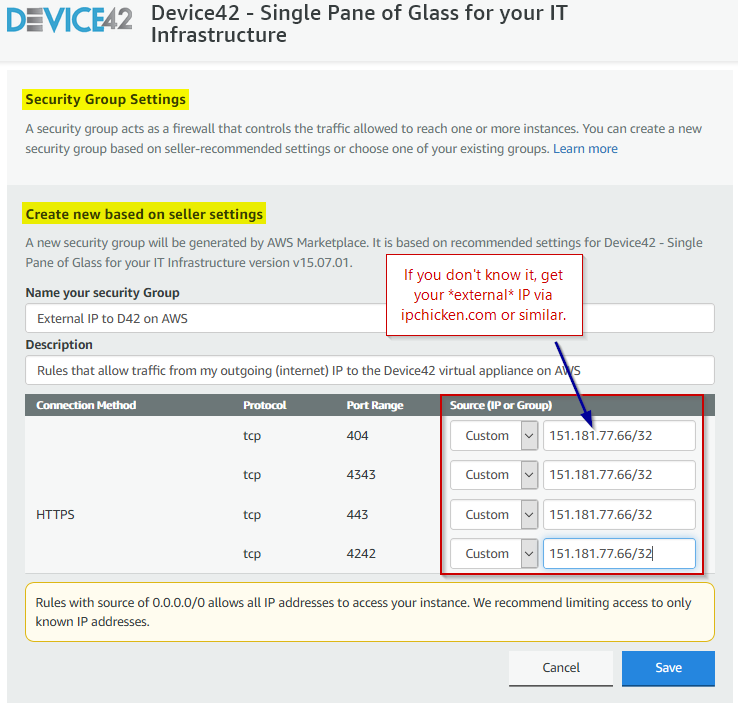 DEVICE42
Device42 - Single Pane of Glass for your IT
Infrastructure
Security Group Settings
A security group acts as a firewall that controls the traffic allowed to reach one or more instances. You can create a new
security group based on seller-recommended settings or choose one of your existing groups. Learn more
Create new based on seller settings
A new security group will be generated by AWS Marketplace. It is based on recommended settings for Device42 - Single
Pane of Glass for your IT Infrastructure version v15.07.01.
If you don't know it, get
your *external* IP via
ipchicken.com or similar.
Name your security Group
External IP to D42 on AWS
Description
Rules that allow traffic from my outgoing (internet) IP to the Device42 virtual appliance on AWS
Connection Method Protocol Port Range Source (IP or Group)
tcp 404 Custom 151.181.77.66/32
tcp 4343 Custom 151.181.77.66/32
HTTPS tcp 443 Custom 151.181.77.66/32
tcp 4242 Custom 151.181.77.66/32
Rules with source of 0.0.0.0/0 allows all IP addresses to access your instance. We recommend limiting access to only
known IP addresses.
Cancel Save